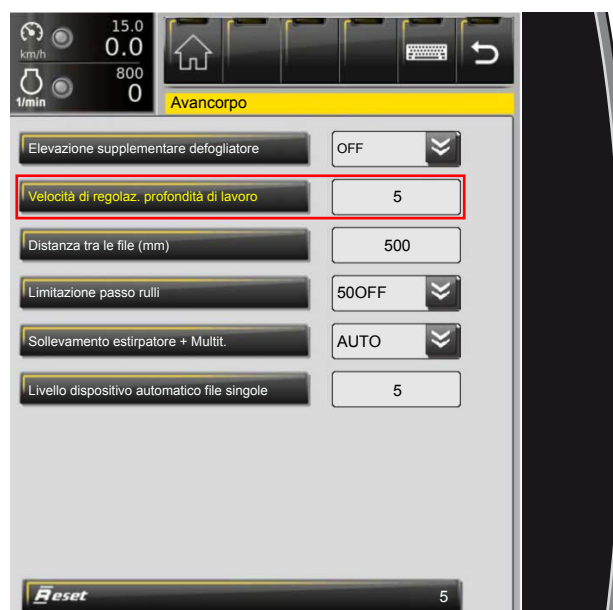 15.0
km/h 0.0
800
1/min 0
Avancorpo
Elevazione supplementare defogliatore OFF
Velocità di regolaz. profondità di lavoro 5
Distanza tra le file (mm) 500
Limitazione passo rulli 50OFF
Sollevamento estirpatore + Multit. AUTO
Livello dispositivo automatico file singole 5
Reset 5